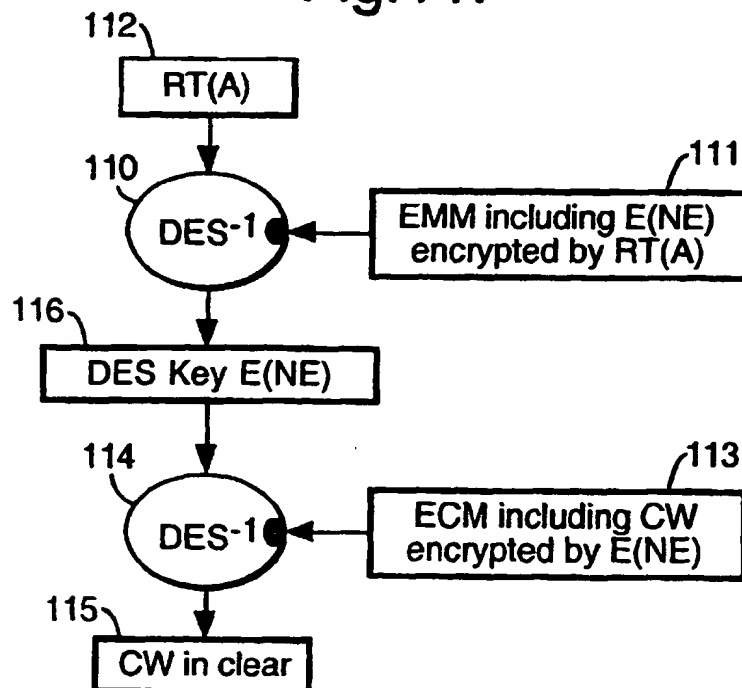 112
RT(A)
110
DES-1
111
EMM including E(NE)
encrypted by RT(A)
116
DES Key E(NE)
114
DES-1
113
ECM including CW
encrypted by E(NE)
115
CW in clear